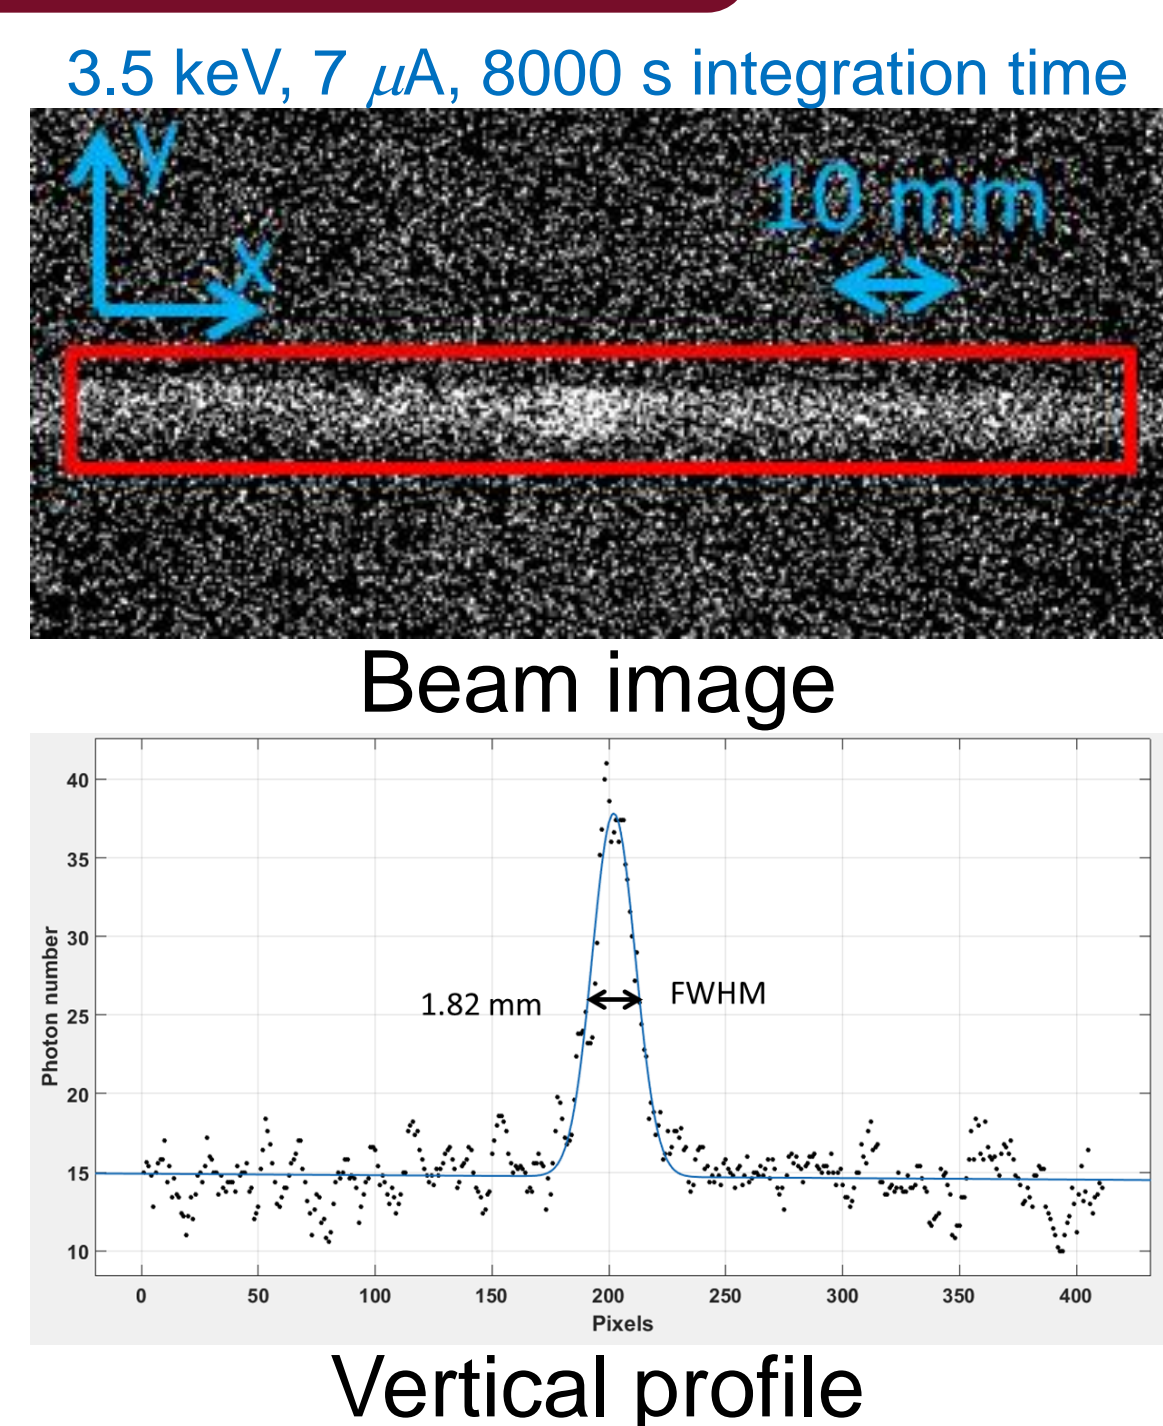 3.5 keV, 7 μA, 8000 s integration time
y
x
10 mm
Beam image
40
35
30
25
20
15
10
Photon number
1.82 mm
FWHM
0 50 100 150 200 250 300 350 400
Pixels
Vertical profile